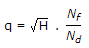 q = √H . N_f / N_d